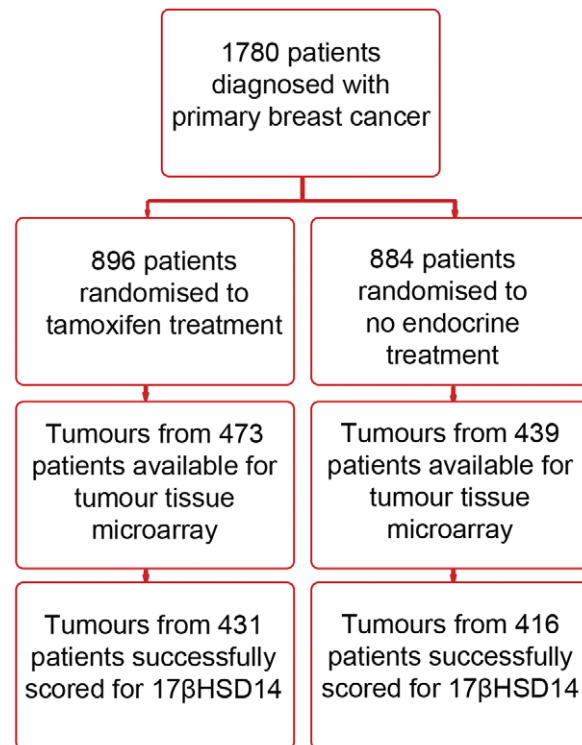 1780 patients
diagnosed with
primary breast cancer
896 patients
randomised to
tamoxifen treatment
884 patients
randomised to
no endocrine
treatment
Tumours from 473
patients available for
tumour tissue
microarray
Tumours from 439
patients available for
tumour tissue
microarray
Tumours from 431
patients successfully
scored for 17βHSD14
Tumours from 416
patients successfully
scored for 17βHSD14